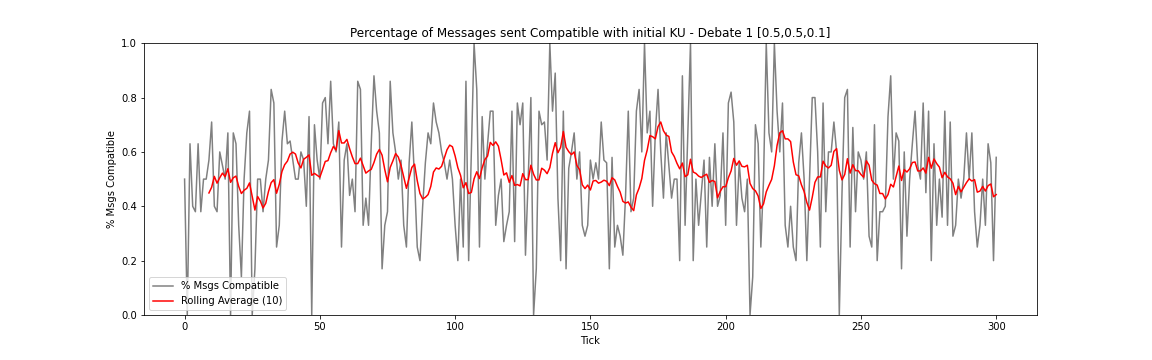 Percentage of Messages sent Compatible with initial KU - Debate 1 [0.5,0.5,0.1]
1.0
0.8
0.6
0.4
0.2
0.0
% Msgs Compatible
% Msgs Compatible
Rolling Average (10)
0 50 100 150 200 250 300
Tick